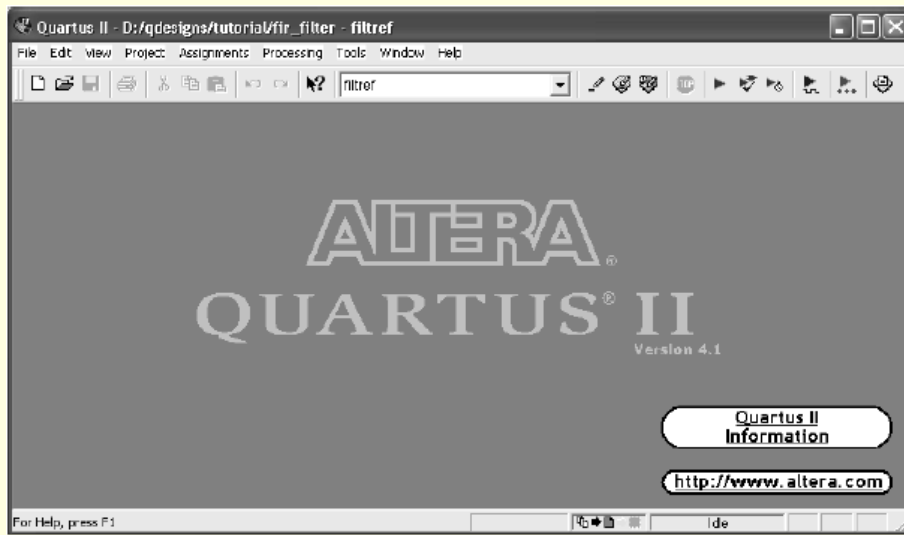 Quartus II - D:/qdesigns/tutorial/fir_filter - filtref
File Edit View Project Assignments Processing Tools Window Help
filtref
ALTERA®
QUARTUS® II
Version 4.1
Quartus II
Information
http://www.altera.com
For Help, press F1
Idle